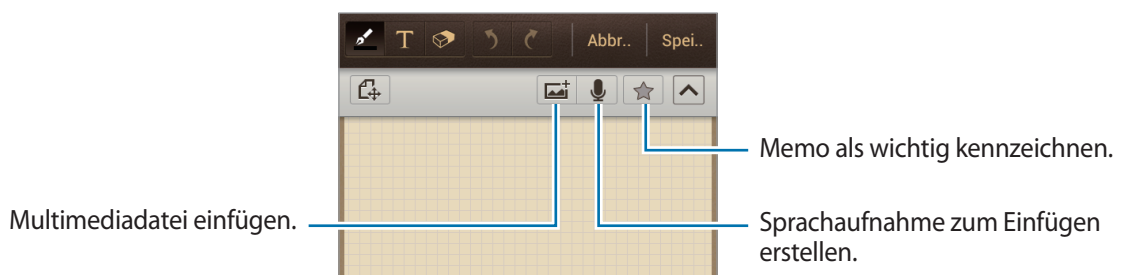 T
Abbr..
Spei..
Memo als wichtig kennzeichnen.
Multimediadatei einfügen.
Sprachaufnahme zum Einfügen
erstellen.